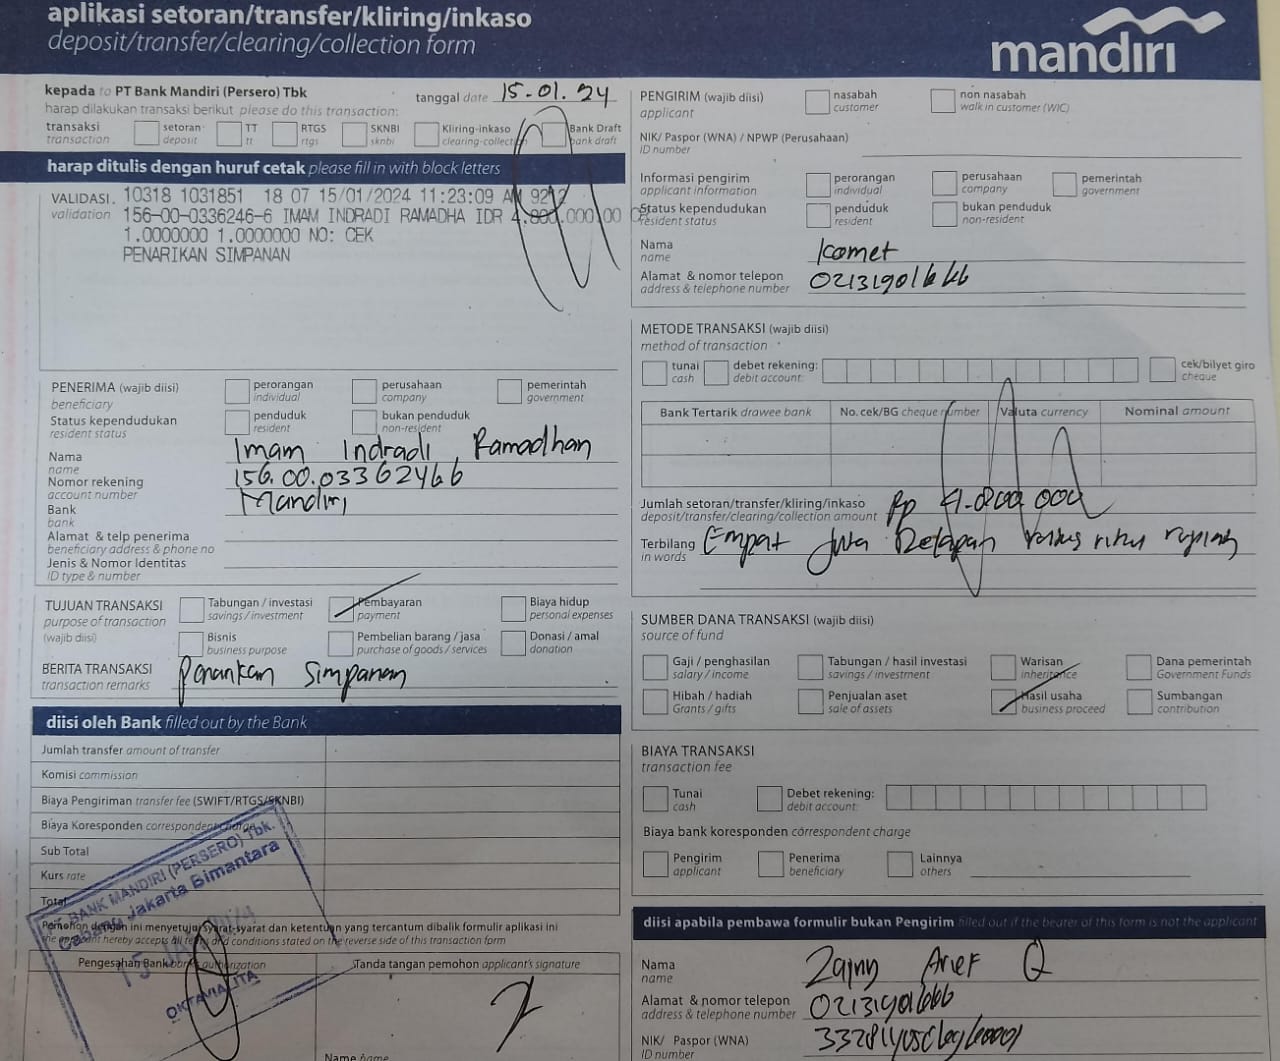 aplikasi setoran/transfer/kliring/inkaso
deposit/transfer/clearing/collection form
mandiri
kepada to PT Bank Mandiri (Persero) Tbk
tanggal date 15.01.24
harap dilakukan transaksi berikut please do this transaction:
transaksi transaction
setoran deposit
TT tt
RTGS rtgs
SKNBI sknbi
Kliring-inkaso clearing-collection
Bank Draft bank draft
harap ditulis dengan huruf cetak please fill in with block letters
VALIDASI validation
10318 1031851 18 07 15/01/2024 11:23:09 AM 9212
156-00-0336246-6 IMAM INDRADI RAMADHA IDR 4.800.000,00
1.0000000 1.0000000 NO: CEK
PENARIKAN SIMPANAN
PENERIMA (wajib diisi)
beneficiary
perorangan individual
perusahaan company
pemerintah government
Status kependudukan
resident status
penduduk resident
bukan penduduk non-resident
Nama name Imam Indradi Ramadhan
Nomor rekening account number 156.00.03362466
Bank bank Mandiri
Alamat & telp penerima
beneficiary address & phone no
Jenis & Nomor Identitas
ID type & number
TUJUAN TRANSAKSI
purpose of transaction
(wajib diisi)
Tabungan / investasi savings / investment
Pembayaran payment
Biaya hidup personal expenses
Bisnis business purpose
Pembelian barang / jasa purchase of goods / services
Donasi / amal donation
BERITA TRANSAKSI transaction remarks Penarikan Simpanan
diisi oleh Bank filled out by the Bank
Jumlah transfer amount of transfer
Komisi commission
Biaya Pengiriman transfer fee (SWIFT/RTGS/SKNBI)
Biaya Koresponden correspondent charge
Sub Total
Kurs rate
Total
PT. BANK MANDIRI (PERSERO) Tbk.
Cabang Jakarta Bimantara
OKTAVIA LITA
Pemohon dengan ini menyetujui syarat-syarat dan ketentuan yang tercantum dibalik formulir aplikasi ini
the applicant hereby accepts all terms and conditions stated on the reverse side of this transaction form
Pengesahan Bank bank authorization
Tanda tangan pemohon applicant's signature
Nama name
PENGIRIM (wajib diisi)
applicant
nasabah customer
non nasabah walk in customer (WIC)
NIK/ Paspor (WNA) / NPWP (Perusahaan)
ID number
Informasi pengirim
applicant information
perorangan individual
perusahaan company
pemerintah government
Status kependudukan
resident status
penduduk resident
bukan penduduk non-resident
Nama name Komet
Alamat & nomor telepon address & telephone number 02131901666
METODE TRANSAKSI (wajib diisi)
method of transaction
tunai cash
debet rekening: debit account:
cek/bilyet giro cheque
Bank Tertarik drawee bank
No. cek/BG cheque number
Valuta currency
Nominal amount
Jumlah setoran/transfer/kliring/inkaso
deposit/transfer/clearing/collection amount
Rp 4.800.000
Terbilang in words Empat Juta Delapan ratus ribu rupiah
SUMBER DANA TRANSAKSI (wajib diisi)
source of fund
Gaji / penghasilan salary / income
Tabungan / hasil investasi savings / investment
Warisan inheritance
Dana pemerintah Government Funds
Hibah / hadiah Grants / gifts
Penjualan aset sale of assets
Hasil usaha business proceed
Sumbangan contribution
BIAYA TRANSAKSI
transaction fee
Tunai cash
Debet rekening: debit account:
Biaya bank koresponden correspondent charge
Pengirim applicant
Penerima beneficiary
Lainnya others
diisi apabila pembawa formulir bukan Pengirim filled out if the bearer of this form is not the applicant
Nama name Arief Q
Alamat & nomor telepon address & telephone number 02131901666
NIK/ Paspor (WNA)
ID number